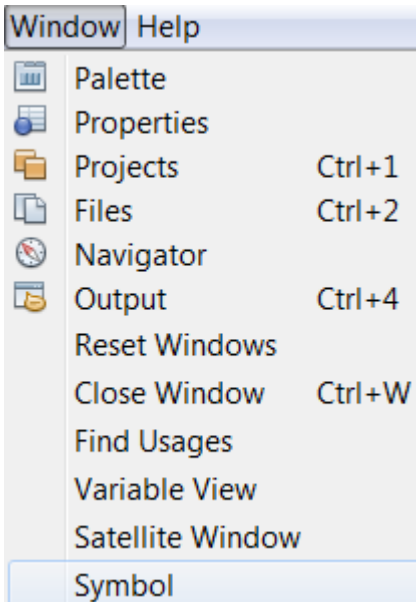 Window Help
Palette
Properties
Projects Ctrl+1
Files Ctrl+2
Navigator
Output Ctrl+4
Reset Windows
Close Window Ctrl+W
Find Usages
Variable View
Satellite Window
Symbol